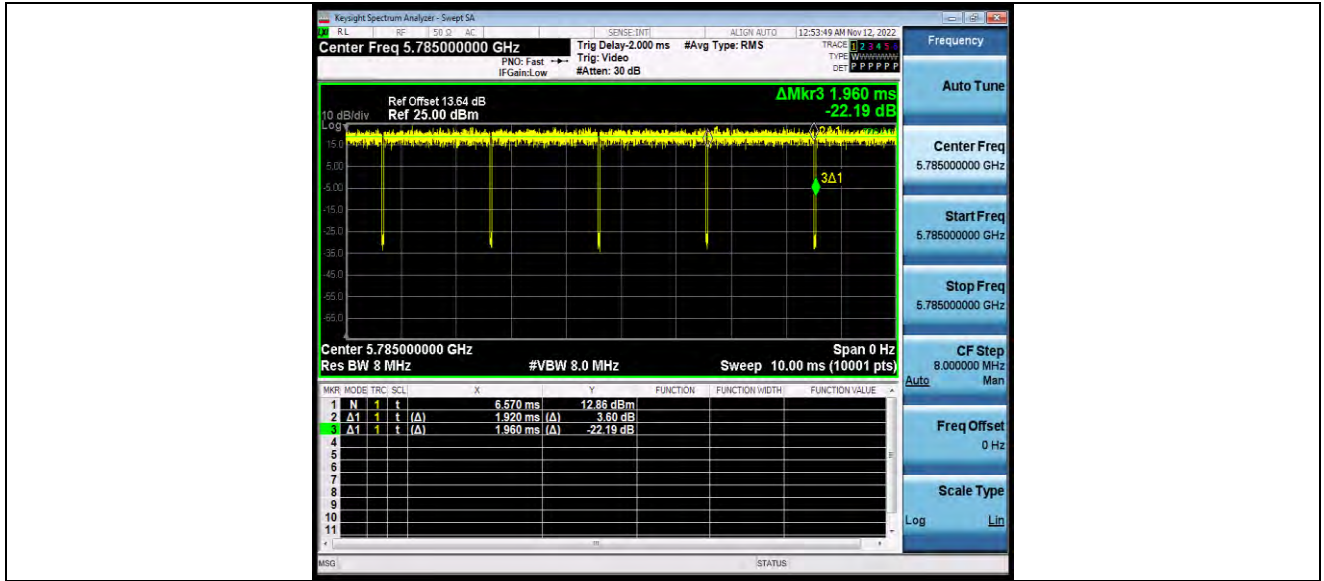 Keysight Spectrum Analyzer - Swept SA
RL RF 50 Ω AC SENSE:INT ALIGN AUTO 12:53:49 AM Nov 12, 2022
Center Freq 5.785000000 GHz
PNO: Fast
IFGain:Low
Trig Delay-2.000 ms
Trig: Video
#Atten: 30 dB
#Avg Type: RMS
TRACE 1 2 3 4 5 6
TYPE WWWWWW
DET P P P P P P
ΔMkr3 1.960 ms
-22.19 dB
Ref Offset 13.64 dB
10 dB/div Ref 25.00 dBm
Log
15.0
5.00
-5.00
-15.0
-25.0
-35.0
-45.0
-55.0
-65.0
2Δ1
3Δ1
Center 5.785000000 GHz Span 0 Hz
Res BW 8 MHz #VBW 8.0 MHz Sweep 10.00 ms (10001 pts)
MKR MODE TRC SCL X Y FUNCTION FUNCTION WIDTH FUNCTION VALUE
1 N 1 t 6.570 ms 12.86 dBm
2 Δ1 1 t (Δ) 1.920 ms (Δ) 3.60 dB
3 Δ1 1 t (Δ) 1.960 ms (Δ) -22.19 dB
4
5
6
7
8
9
10
11
MSG STATUS
Frequency
Auto Tune
Center Freq
5.785000000 GHz
Start Freq
5.785000000 GHz
Stop Freq
5.785000000 GHz
CF Step
8.000000 MHz
Auto Man
Freq Offset
0 Hz
Scale Type
Log Lin